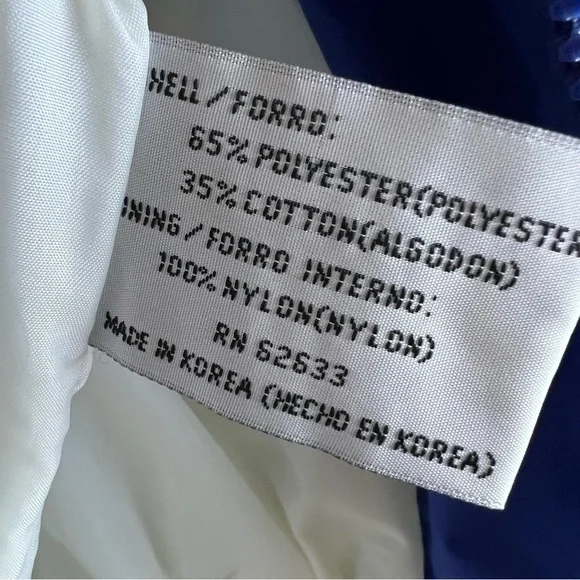 HELL / FORRO:
65% POLYESTER(POLYESTER
35% COTTON(ALGODON)
INING / FORRO INTERNO:
100% NYLON(NYLON)
RN 62633
MADE IN KOREA (HECHO EN KOREA)